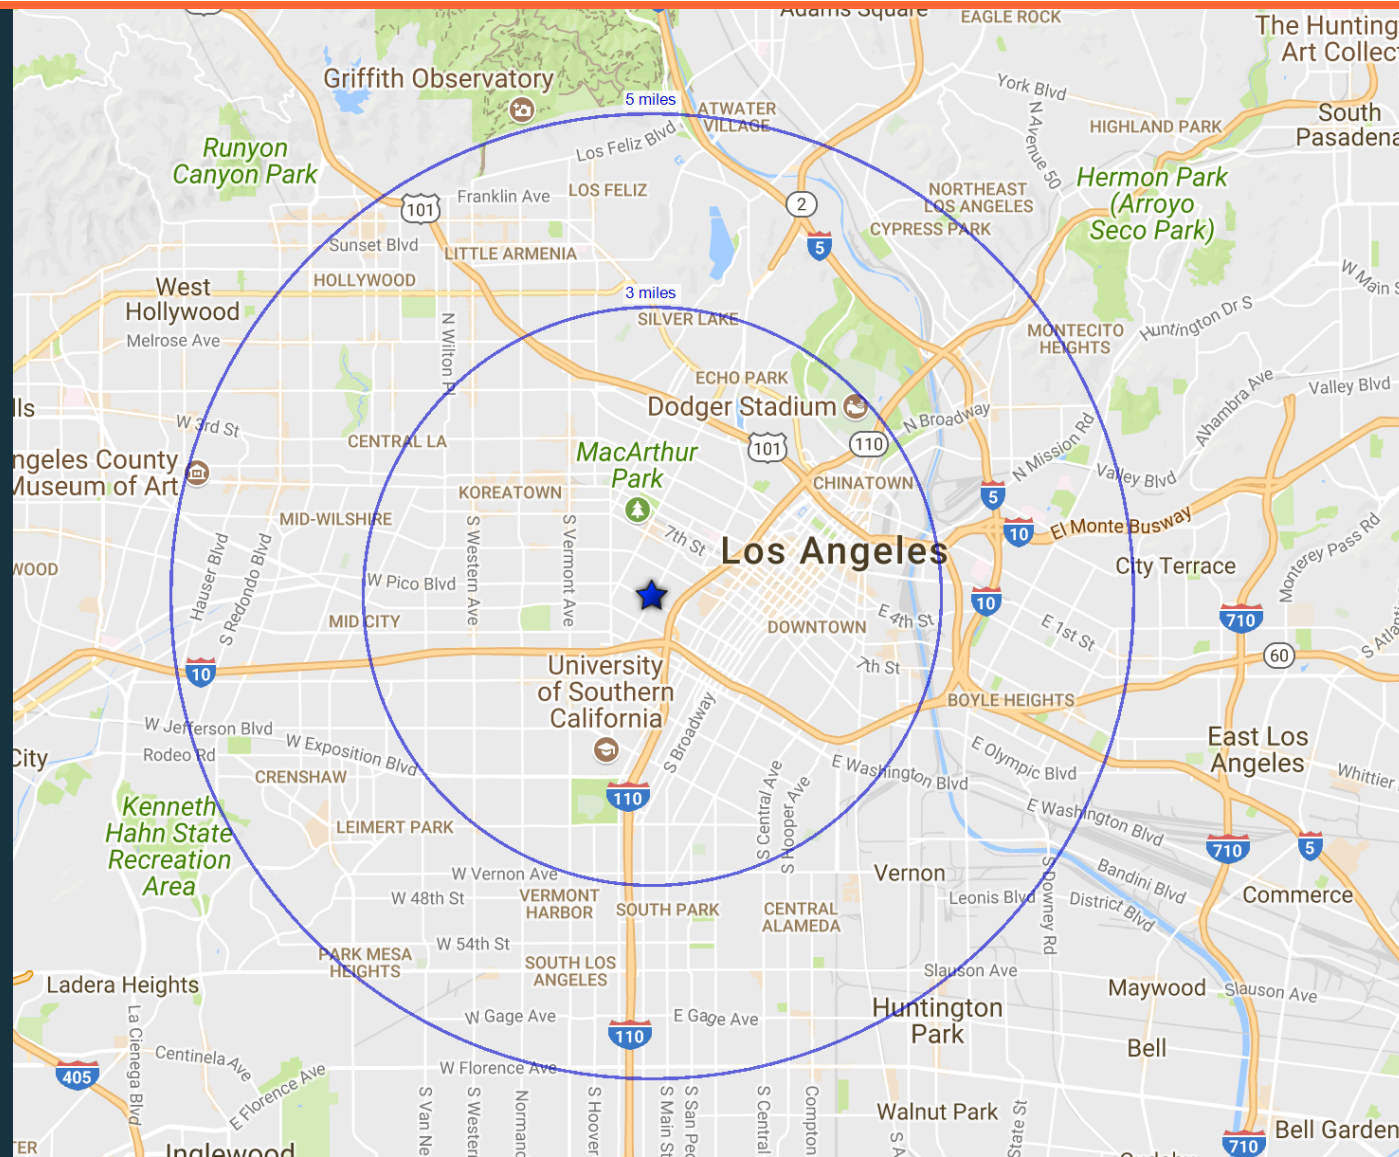 Adams Square
EAGLE ROCK
The Hunting
Art Collec
Griffith Observatory
York Blvd
5 miles
ATWATER
VILLAGE
N Avenue 50
South
Pasadena
HIGHLAND PARK
Runyon
Canyon Park
Los Feliz Blvd
Hermon Park
(Arroyo
Seco Park)
Franklin Ave
LOS FELIZ
NORTHEAST
LOS ANGELES
101
2
CYPRESS PARK
Sunset Blvd
LITTLE ARMENIA
5
HOLLYWOOD
W Main S
West
Hollywood
3 miles
Huntington Dr S
SILVER LAKE
MONTECITO
HEIGHTS
Melrose Ave
N Wilton Pl
ECHO PARK
Valley Blvd
Alhambra Ave
lls
Dodger Stadium
N Broadway
W 3rd St
CENTRAL LA
101
110
N Mission Rd
MacArthur
Park
ngeles County
Museum of Art
Valley Blvd
KOREATOWN
CHINATOWN
5
MID-WILSHIRE
10
El Monte Busway
7th St
Los Angeles
Monterey Pass Rd
WOOD
Hauser Blvd
S Redondo Blvd
W Pico Blvd
S Western Ave
S Vermont Ave
City Terrace
10
MID CITY
DOWNTOWN
E 4th St
E 1st St
710
S Atlanti
60
7th St
10
University
of Southern
California
BOYLE HEIGHTS
W Jefferson Blvd
Rodeo Rd
W Exposition Blvd
S Broadway
City
East Los
Angeles
E Olympic Blvd
E Washington Blvd
Whittier
CRENSHAW
110
S Central Ave
S Hooper Ave
Kenneth
Hahn State
Recreation
Area
LEIMERT PARK
E Washington Blvd
710
5
W Vernon Ave
Vernon
Bandini Blvd
W 48th St
VERMONT
HARBOR
SOUTH PARK
CENTRAL
ALAMEDA
Leonis Blvd
S Downey Rd
District Blvd
Commerce
W 54th St
PARK MESA
HEIGHTS
SOUTH LOS
ANGELES
Slauson Ave
Ladera Heights
Maywood
Slauson Ave
W Gage Ave
E Gage Ave
Huntington
Park
110
La Cienega Blvd
Centinela Ave
Bell
405
W Florence Ave
E Florence Ave
S Van Ne
S Western
Normand
S Hoover
S Main St
S San Ped
S Central
Compton
S A
State St
Walnut Park
Bell Garden
710
TER
Inglewood